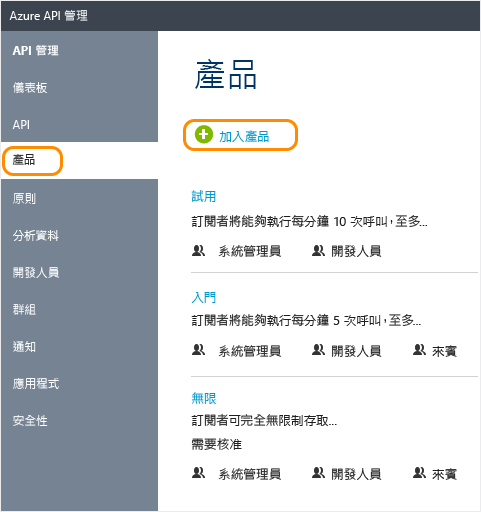 Azure API 管理
API 管理
儀表板
API
產品
原則
分析資料
開發人員
群組
通知
應用程式
安全性
產品
加入產品
試用
訂閱者將能夠執行每分鐘 10 次呼叫，至多...
系統管理員 開發人員
入門
訂閱者將能夠執行每分鐘 5 次呼叫，至多...
系統管理員 開發人員 來賓
無限
訂閱者可完全無限制存取...
需要核准
系統管理員 開發人員 來賓